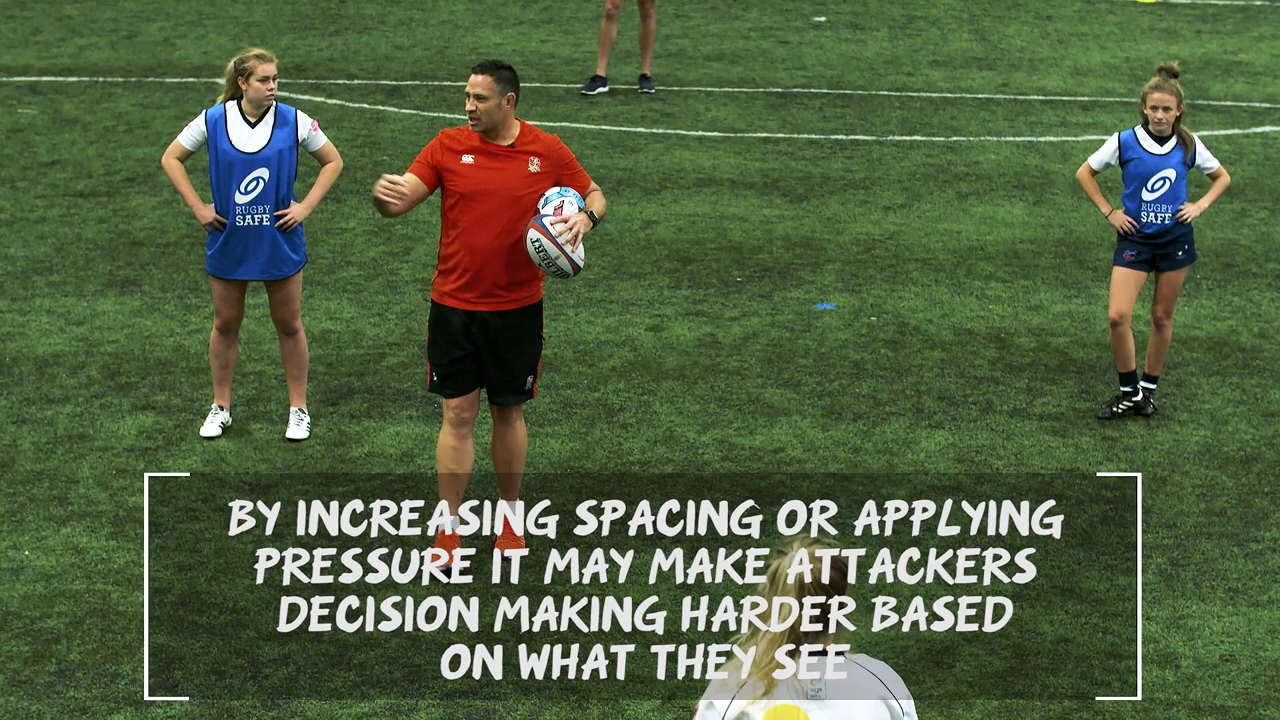 RUGBY
SAFE
RUGBY
SAFE
GILBERT
BY INCREASING SPACING OR APPLYING
PRESSURE IT MAY MAKE ATTACKERS
DECISION MAKING HARDER BASED
ON WHAT THEY SEE